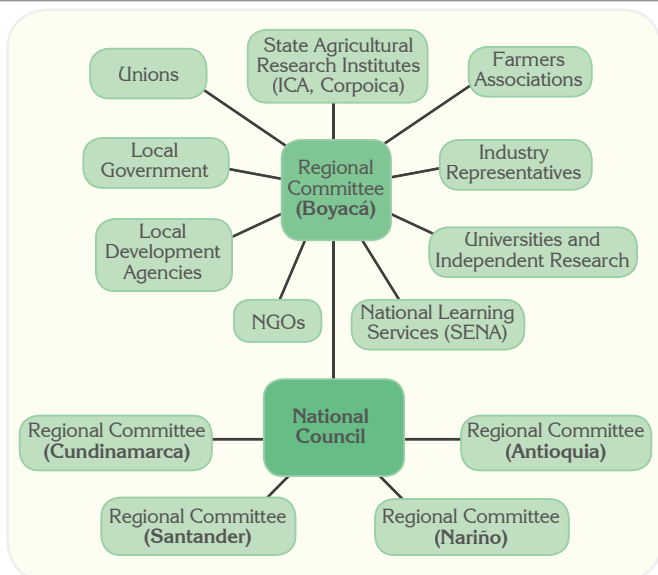 State Agricultural
Research Institutes
(ICA, Corpoica)
Farmers
Associations
Unions
Local
Government
Regional
Committee
(Boyacá)
Industry
Representatives
Local
Development
Agencies
Universities and
Independent Research
NGOs
National Learning
Services (SENA)
National
Council
Regional Committee
(Cundinamarca)
Regional Committee
(Antioquia)
Regional Committee
(Santander)
Regional Committee
(Nariño)